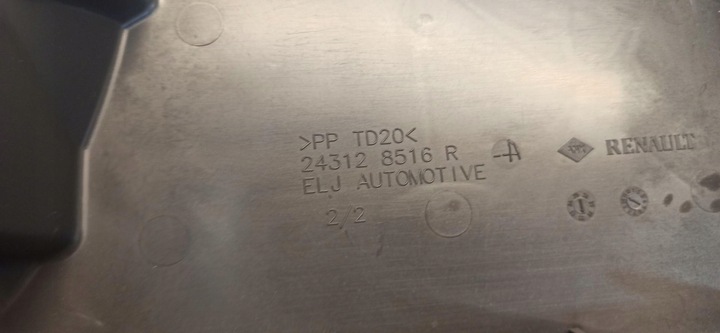 >PP TD20<
24312 8516 R -A
ELJ AUTOMOTIVE
2/2
RENAULT